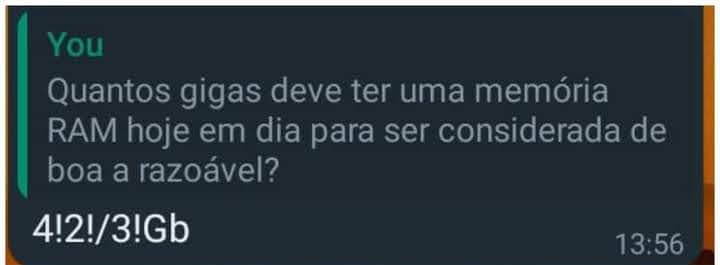 You
Quantos gigas deve ter uma memória
RAM hoje em dia para ser considerada de
boa a razoável?
4!2!/3!Gb
13:56